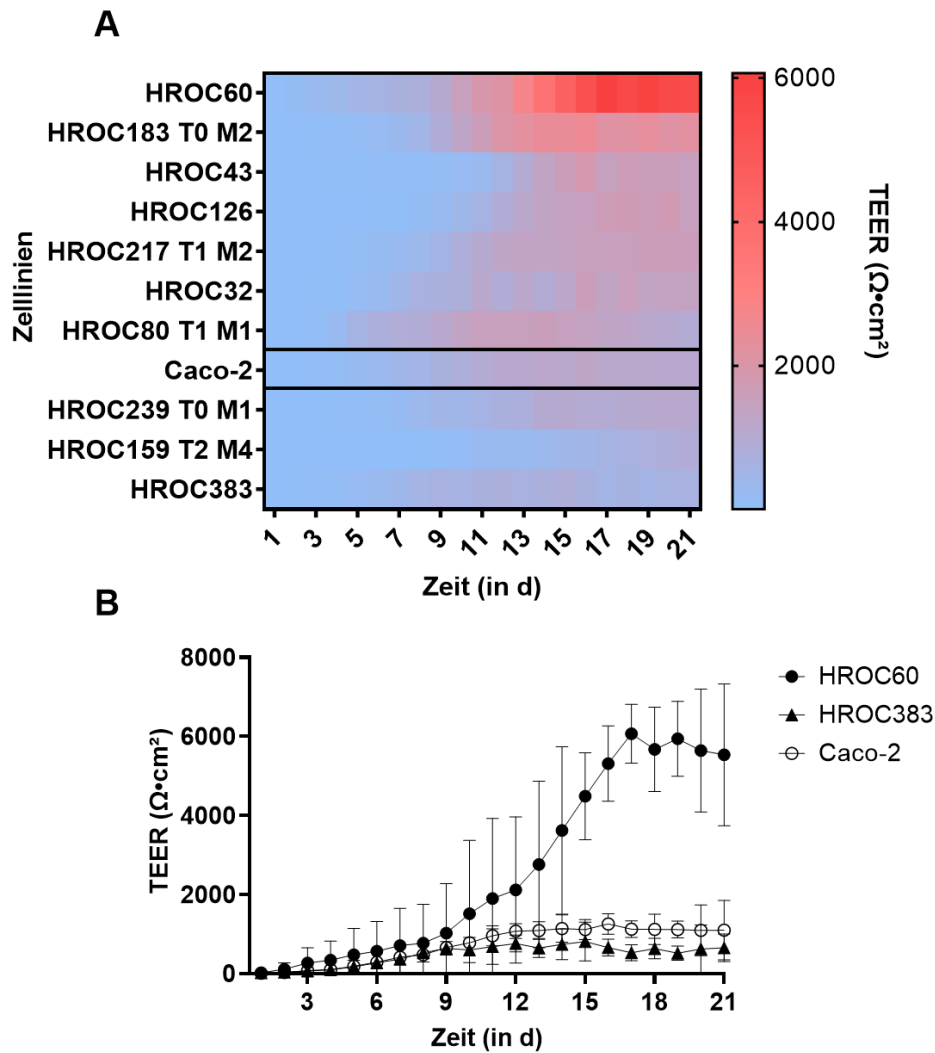 A
Zelllinien
HROC60
HROC183 T0 M2
HROC43
HROC126
HROC217 T1 M2
HROC32
HROC80 T1 M1
Caco-2
HROC239 T0 M1
HROC159 T2 M4
HROC383
1 3 5 7 9 11 13 15 17 19 21
Zeit (in d)
6000
4000
2000
TEER (Ω•cm²)
B
TEER (Ω•cm²)
8000
6000
4000
2000
0
3 6 9 12 15 18 21
Zeit (in d)
HROC60
HROC383
Caco-2